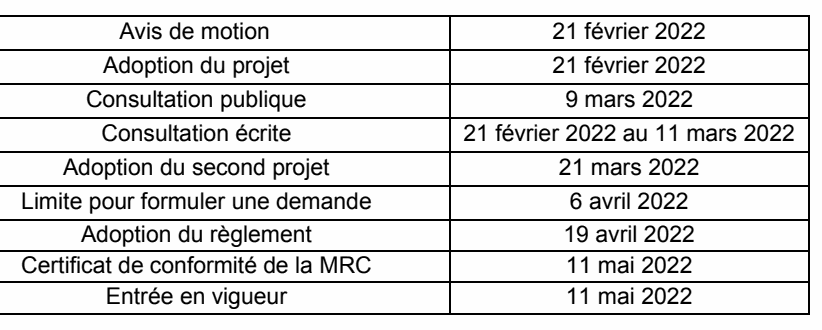 Avis de motion 21 février 2022
Adoption du projet 21 février 2022
Consultation publique 9 mars 2022
Consultation écrite 21 février 2022 au 11 mars 2022
Adoption du second projet 21 mars 2022
Limite pour formuler une demande 6 avril 2022
Adoption du règlement 19 avril 2022
Certificat de conformité de la MRC 11 mai 2022
Entrée en vigueur 11 mai 2022